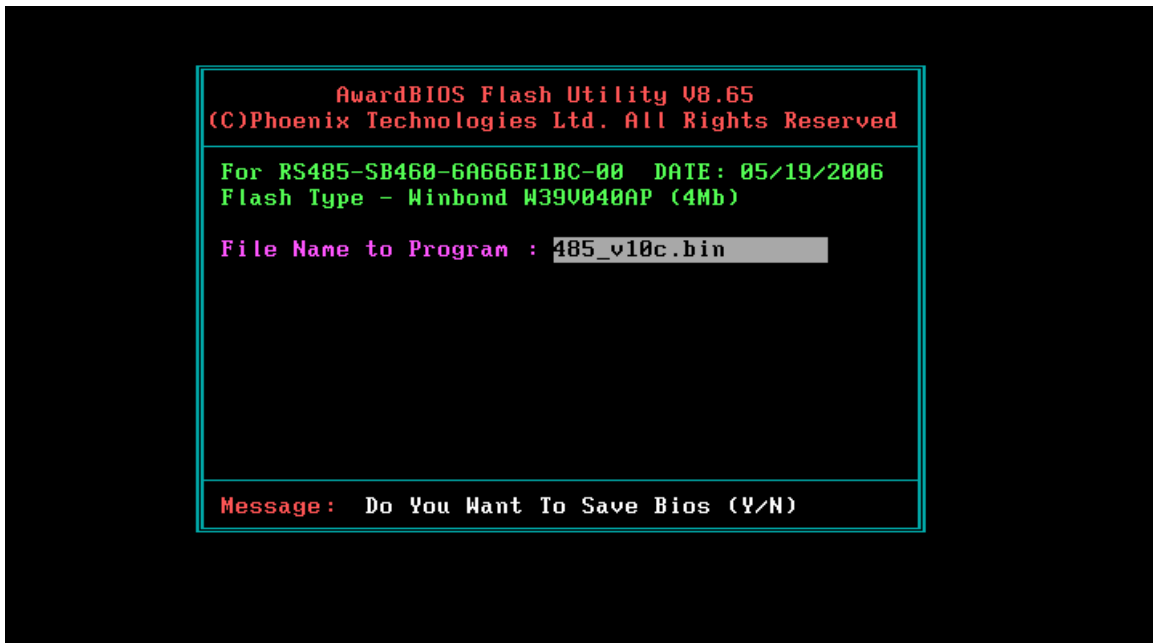 AwardBIOS Flash Utility V8.65
(C)Phoenix Technologies Ltd. All Rights Reserved
For RS485-SB460-6A666E1BC-00 DATE: 05/19/2006
Flash Type - Winbond W39V040AP (4Mb)
File Name to Program : 485_v10c.bin
Message: Do You Want To Save Bios (Y/N)